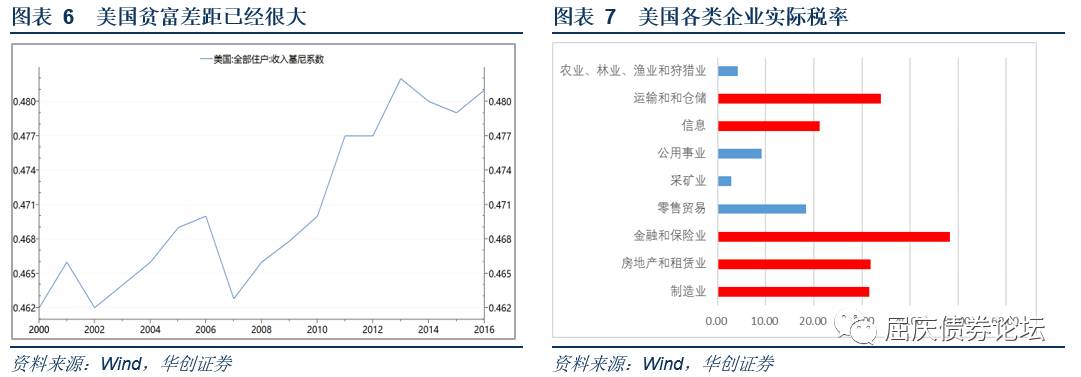 图表 6 美国贫富差距已经很大
美国:全部住户:收入基尼系数
0.480 0.480
0.477 0.477
0.474 0.474
0.471 0.471
0.468 0.468
0.465 0.465
0.462 0.462
2000 2002 2004 2006 2008 2010 2012 2014 2016
资料来源：Wind，华创证券
图表 7 美国各类企业实际税率
农业、林业、渔业和狩猎业
运输和和仓储
信息
公用事业
采矿业
零售贸易
金融和保险业
房地产和租赁业
制造业
0.00 10.00 20.00
屈庆债券论坛
资料来源：Wind，华创证券